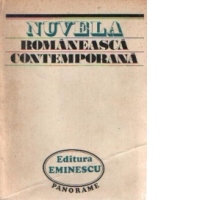 NUVELA
ROMÂNEASCĂ
CONTEMPORANĂ
Editura
EMINESCU
PANORAME